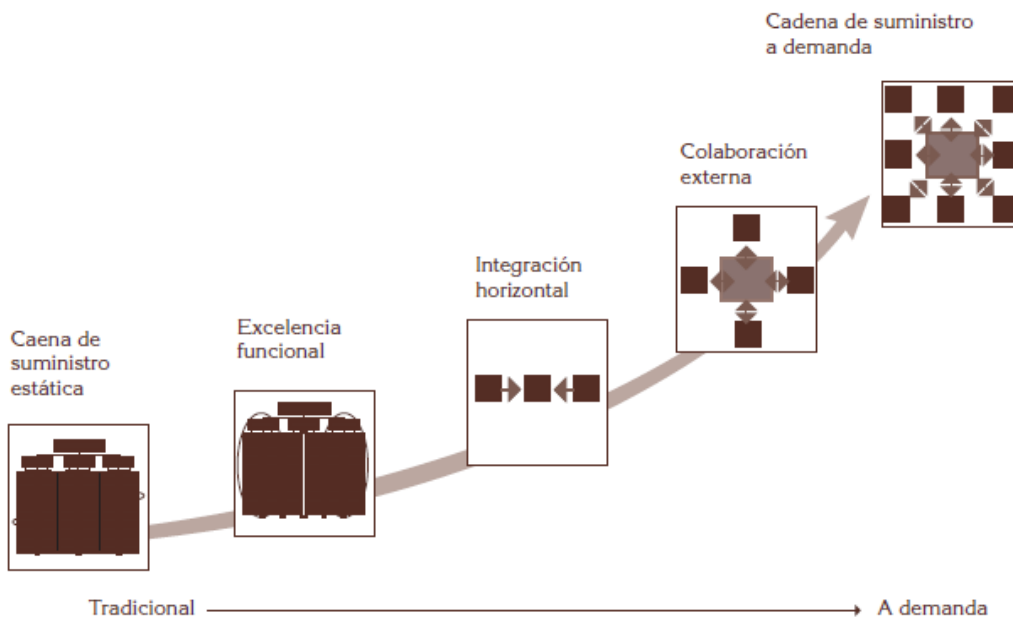 Cadena de suministro
a demanda
Colaboración
externa
Integración
horizontal
Excelencia
funcional
Caena de
suministro
estática
Tradicional
A demanda